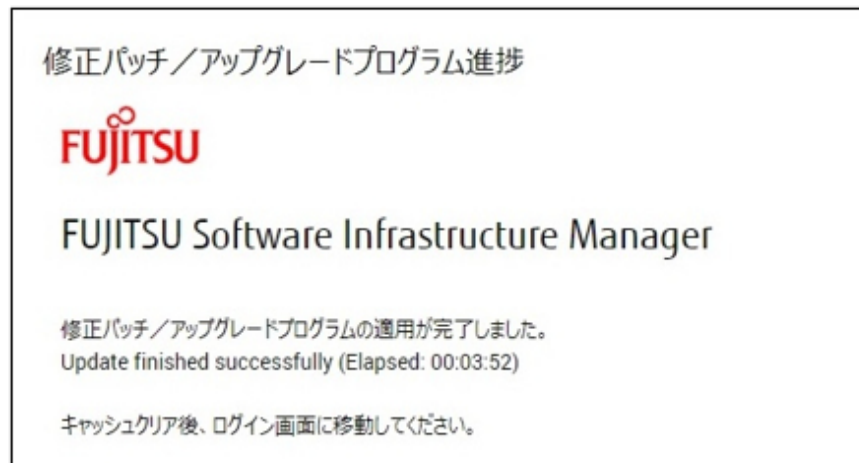 修正パッチ／アップグレードプログラム進捗
FUJITSU
FUJITSU Software Infrastructure Manager
修正パッチ／アップグレードプログラムの適用が完了しました。
Update finished successfully (Elapsed: 00:03:52)
キャッシュクリア後、ログイン画面に移動してください。